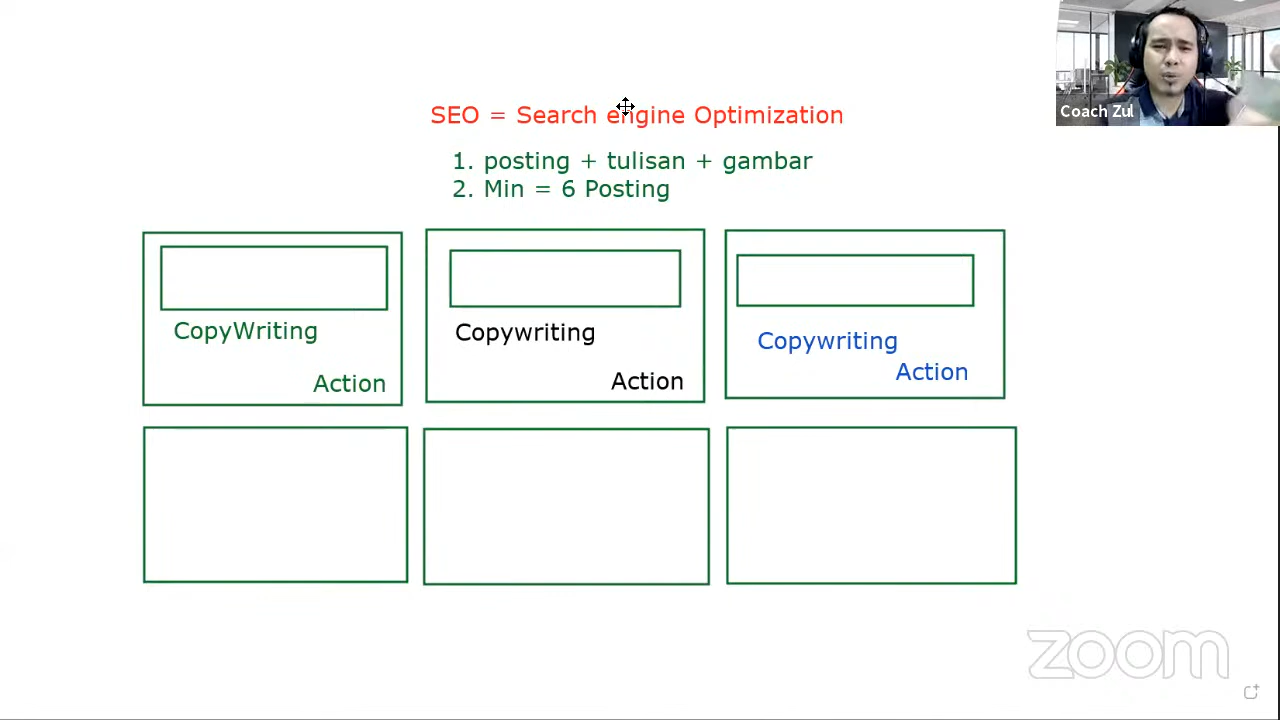 Coach Zul
SEO = Search engine Optimization
1. posting + tulisan + gambar
2. Min = 6 Posting
CopyWriting
Action
Copywriting
Action
Copywriting
Action
zoom